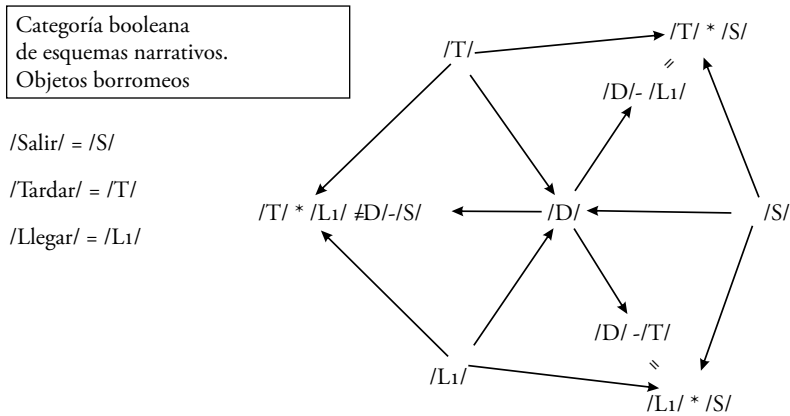 Categoría booleana
de esquemas narrativos.
Objetos borromeos
/Salir/ = /S/
/Tardar/ = /T/
/Llegar/ = /L1/
/T/
/T/ * /S/
=
/D/- /L1/
/T/ * /L1/ =/D/-/S/
/D/
/S/
/D/ -/T/
=
/L1/
/L1/ * /S/